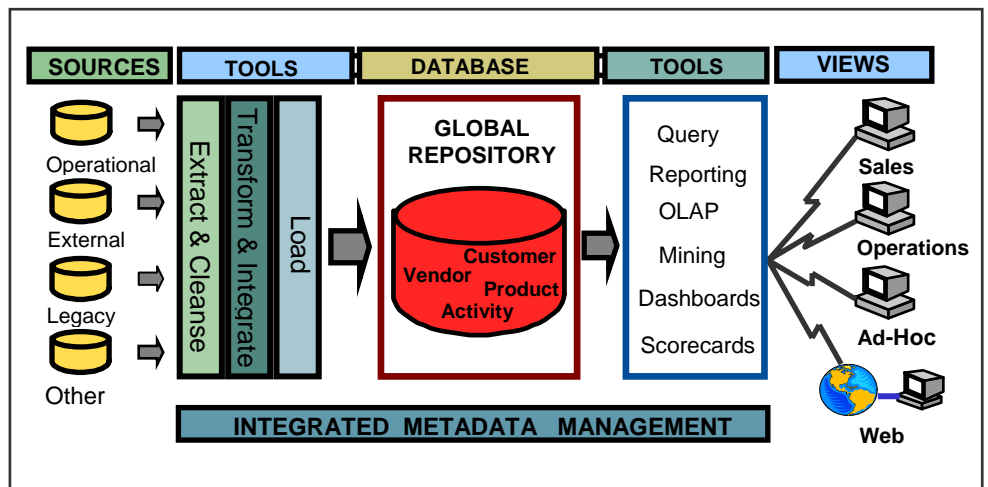 SOURCES
TOOLS
DATABASE
TOOLS
VIEWS
Operational
External
Legacy
Other
Extract & Cleanse
Transform & Integrate
Load
GLOBAL
REPOSITORY
Customer
Vendor
Product
Activity
Query
Reporting
OLAP
Mining
Dashboards
Scorecards
Sales
Operations
Ad-Hoc
Web
INTEGRATED METADATA MANAGEMENT